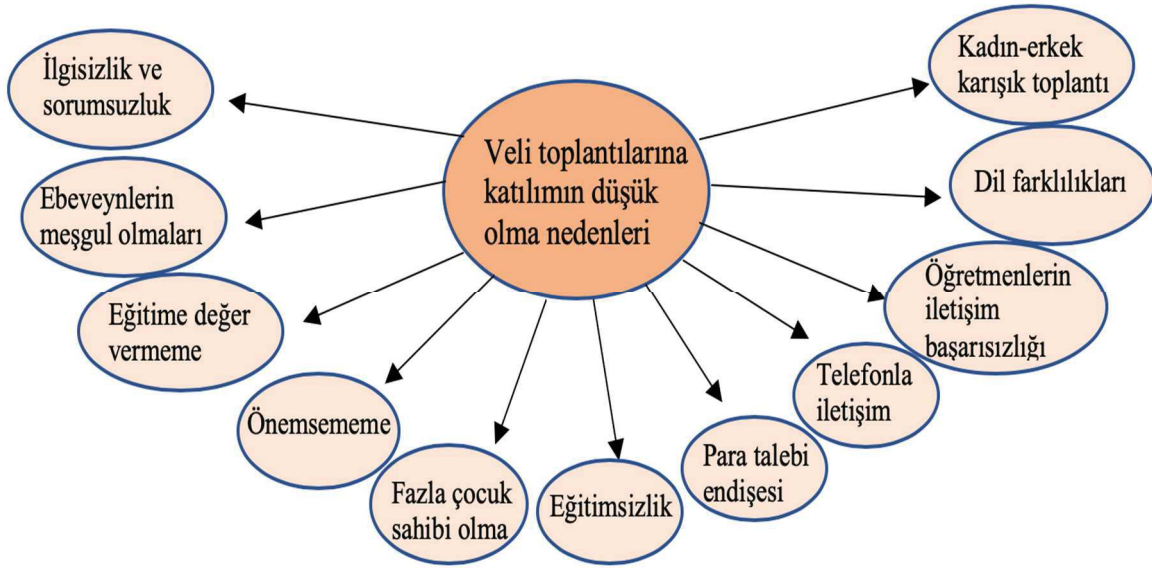 Veli toplantılarına
katılımın düşük
olma nedenleri
İlgisizlik ve
sorumsuzluk
Ebeveynlerin
meşgul olmaları
Eğitime değer
vermeme
Önemsememe
Fazla çocuk
sahibi olma
Eğitimsizlik
Para talebi
endişesi
Telefonla
iletişim
Öğretmenlerin
iletişim
başarısızlığı
Dil farklılıkları
Kadın-erkek
karışık toplantı